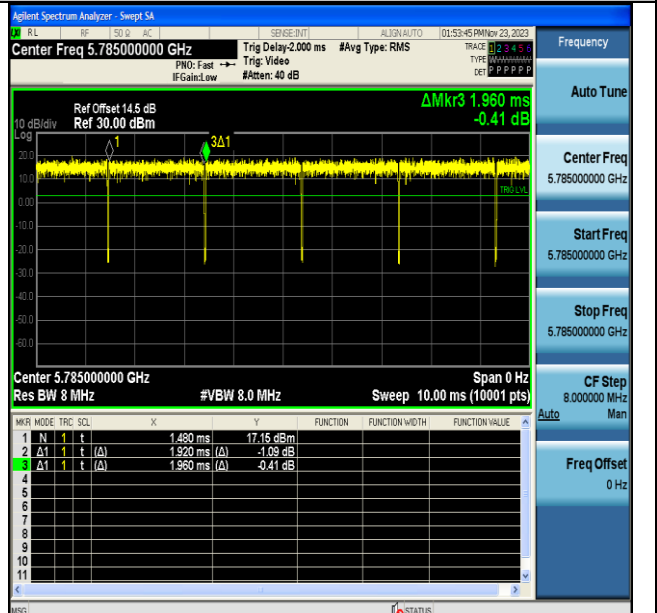 Agilent Spectrum Analyzer - Swept SA
RL RF 50 Ω AC SENSE:INT ALIGN AUTO 01:53:45 PM Nov 23, 2023
Center Freq 5.785000000 GHz Trig Delay-2.000 ms #Avg Type: RMS TRACE 1 2 3 4 5 6
PNO: Fast Trig: Video TYPE
IFGain:Low #Atten: 40 dB DET P P P P P P
Frequency
Auto Tune
Center Freq
5.785000000 GHz
Start Freq
5.785000000 GHz
Stop Freq
5.785000000 GHz
CF Step
8.000000 MHz
Auto Man
Freq Offset
0 Hz
ΔMkr3 1.960 ms
-0.41 dB
Ref Offset 14.5 dB
10 dB/div Ref 30.00 dBm
Log
1
3Δ1
20.0
10.0
0.00
-10.0
-20.0
-30.0
-40.0
-50.0
-60.0
TRIG LVL
Center 5.785000000 GHz Span 0 Hz
Res BW 8 MHz #VBW 8.0 MHz Sweep 10.00 ms (10001 pts)
MKR MODE TRC SCL X Y FUNCTION FUNCTION WIDTH FUNCTION VALUE
1 N 1 t 1.480 ms 17.15 dBm
2 Δ1 1 t (Δ) 1.920 ms (Δ) -1.09 dB
3 Δ1 1 t (Δ) 1.960 ms (Δ) -0.41 dB
4
5
6
7
8
9
10
11
MSG STATUS